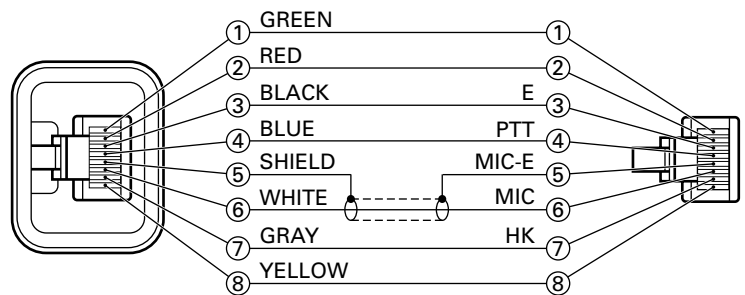 ① GREEN ①
② RED ②
③ BLACK E ③
④ BLUE PTT ④
⑤ SHIELD MIC-E ⑤
⑥ WHITE MIC ⑥
⑦ GRAY HK ⑦
⑧ YELLOW ⑧